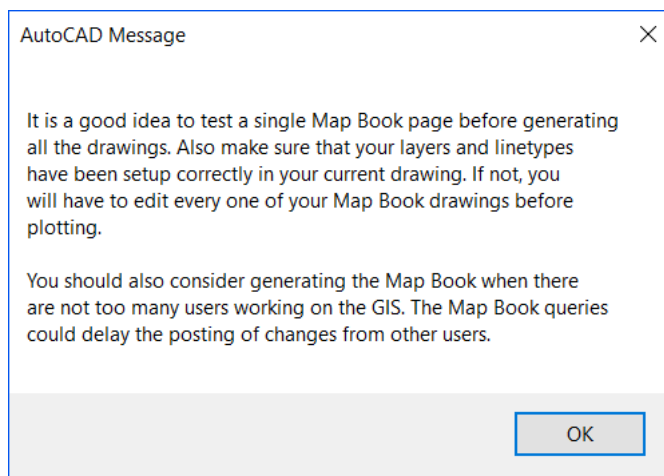 AutoCAD Message
It is a good idea to test a single Map Book page before generating
all the drawings. Also make sure that your layers and linetypes
have been setup correctly in your current drawing. If not, you
will have to edit every one of your Map Book drawings before
plotting.
You should also consider generating the Map Book when there
are not too many users working on the GIS. The Map Book queries
could delay the posting of changes from other users.
OK